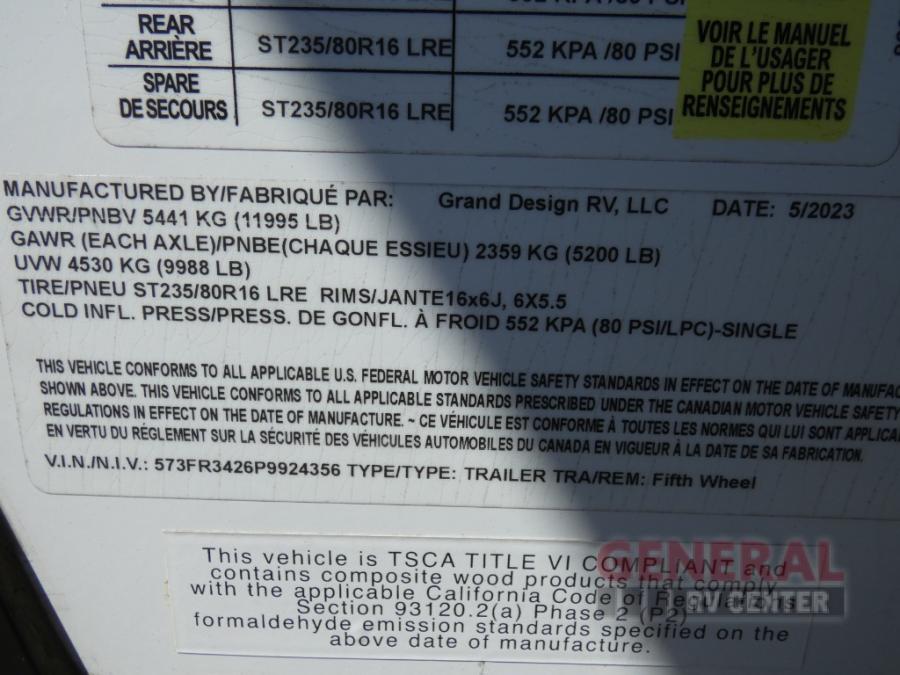 REAR
ARRIÈRE ST235/80R16 LRE 552 KPA /80 PSI
SPARE
DE SECOURS ST235/80R16 LRE 552 KPA /80 PSI
VOIR LE MANUEL
DE L'USAGER
POUR PLUS DE
RENSEIGNEMENTS
MANUFACTURED BY/FABRIQUÉ PAR: Grand Design RV, LLC DATE: 5/2023
GVWR/PNBV 5441 KG (11995 LB)
GAWR (EACH AXLE)/PNBE(CHAQUE ESSIEU) 2359 KG (5200 LB)
UVW 4530 KG (9988 LB)
TIRE/PNEU ST235/80R16 LRE RIMS/JANTE16x6J, 6X5.5
COLD INFL. PRESS/PRESS. DE GONFL. À FROID 552 KPA (80 PSI/LPC)-SINGLE
THIS VEHICLE CONFORMS TO ALL APPLICABLE U.S. FEDERAL MOTOR VEHICLE SAFETY STANDARDS IN EFFECT ON THE DATE OF MANUFAC
SHOWN ABOVE. THIS VEHICLE CONFORMS TO ALL APPLICABLE STANDARDS PRESCRIBED UNDER THE CANADIAN MOTOR VEHICLE SAFETY
REGULATIONS IN EFFECT ON THE DATE OF MANUFACTURE. ~ CE VÉHICULE EST CONFORME À TOUTES LES NORMES QUI LUI SONT APPLICA
EN VERTU DU RÉGLEMENT SUR LA SÉCURITÉ DES VÉHICULES AUTOMOBILES DU CANADA EN VIGUEUR À LA DATE DE SA FABRICATION.
V.I.N./N.I.V.: 573FR3426P9924356 TYPE/TYPE: TRAILER TRA/REM: Fifth Wheel
This vehicle is TSCA TITLE VI COMPLIANT and
contains composite wood products that comply
with the applicable California Code of Regulations
Section 93120.2(a) Phase 2 (P2)
formaldehyde emission standards specified on the
above date of manufacture.
GENERAL
RV CENTER